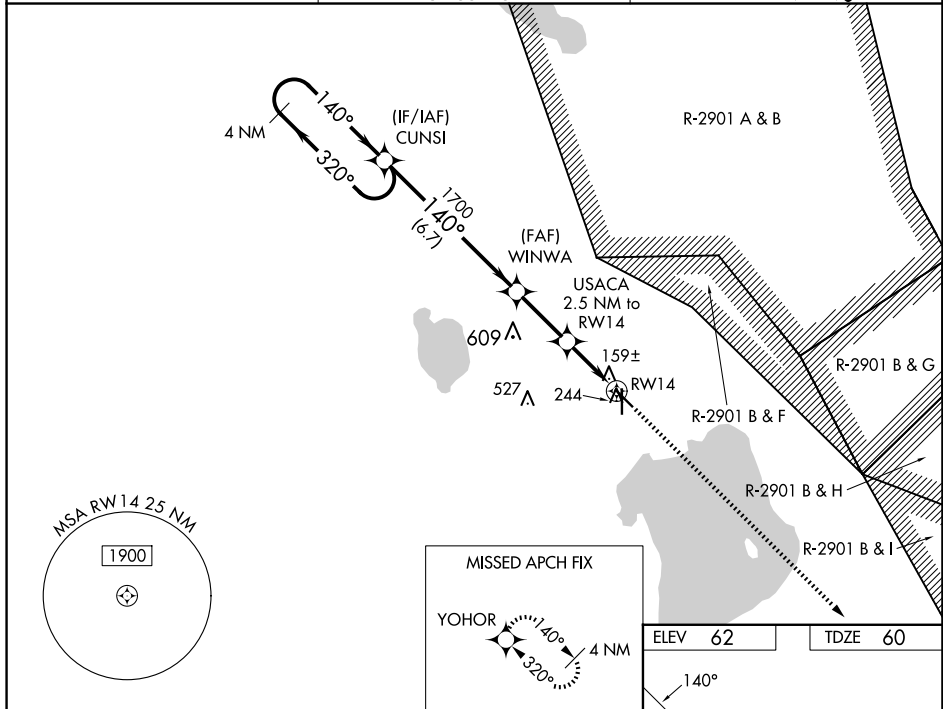 R-2901 A & B
140°
4 NM
320°
(IF/IAF)
CUNSI
1700
140°
(6.7)
(FAF)
WINWA
USACA
2.5 NM to
RW14
609
159±
RW14
527
244
R-2901 B & G
R-2901 B & F
R-2901 B & H
R-2901 B & I
MSA RW14 25 NM
1900
MISSED APCH FIX
YOHOR
140°
320°
4 NM
ELEV 62
TDZE 60
140°